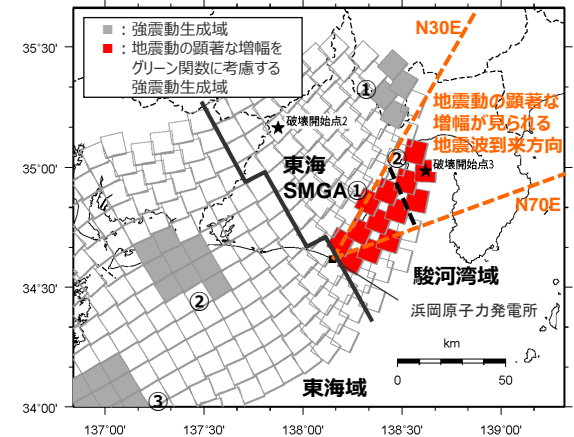 ■ ：強震動生成域
■ ：地震動の顕著な増幅を
グリーン関数に考慮する
強震動生成域
N30E
地震動の顕著な
増幅が見られる
地震波到来方向
①
★破壊開始点2
②
★破壊開始点3
東海
SMGA①
N70E
駿河湾域
②
浜岡原子力発電所
km
0 50
東海域
③
35°30'
35°00'
34°30'
34°00'
137°00' 137°30' 138°00' 138°30' 139°00'